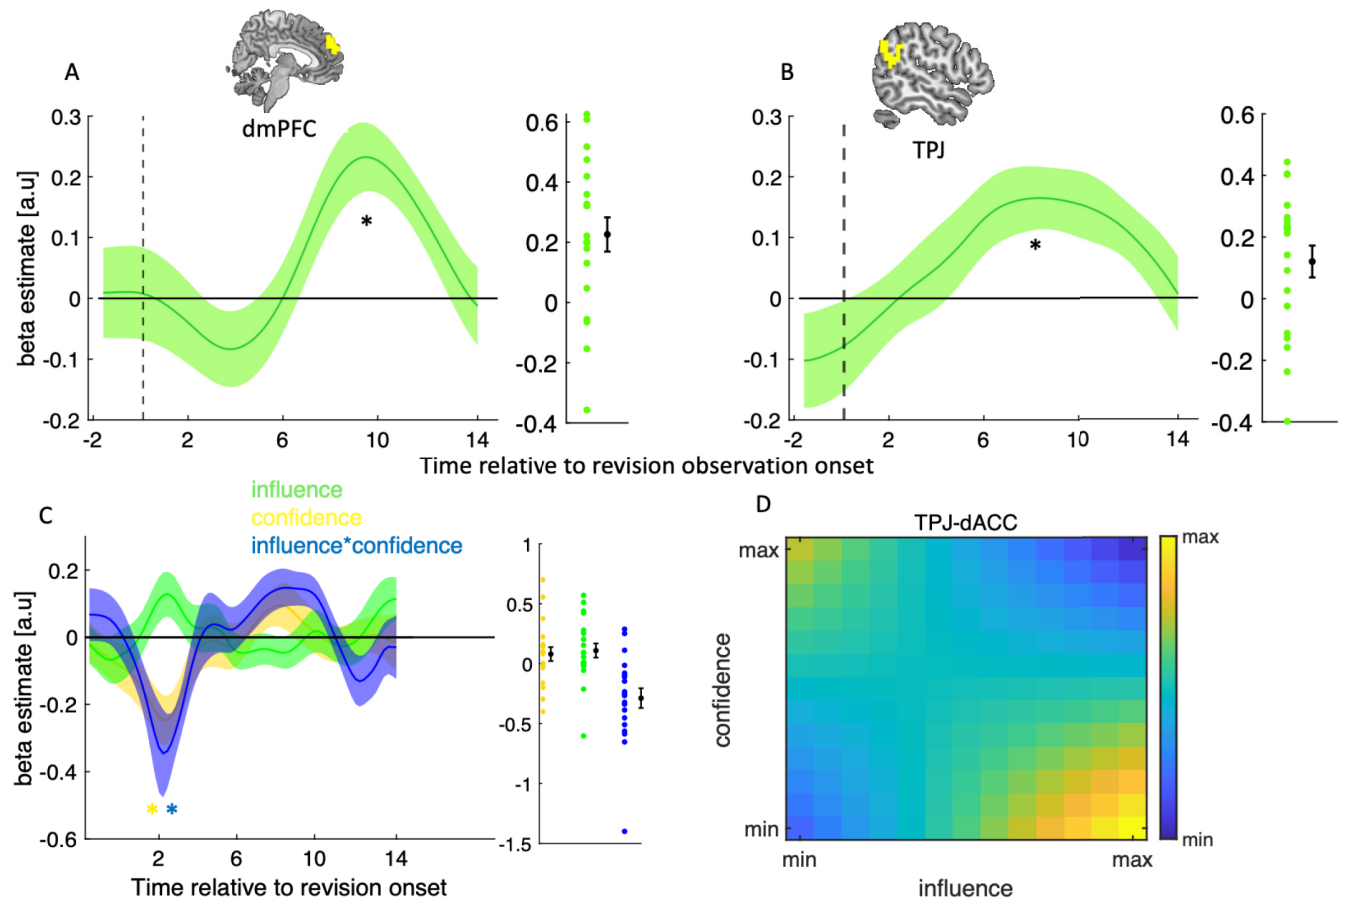 A
dmPFC
beta estimate [a.u]
0.3
0.2
0.1
0
-0.1
-0.2
-2 2 6 10 14
0.6
0.4
0.2
0
-0.2
-0.4
B
TPJ
0.3
0.2
0.1
0
-0.1
-0.2
-2 2 6 10 14
0.6
0.4
0.2
0
-0.2
-0.4
Time relative to revision observation onset
C
influence
confidence
influence*confidence
beta estimate [a.u]
0.2
0
-0.2
-0.4
-0.6
* *
2 6 10 14
Time relative to revision onset
1
0.5
0
-0.5
-1
-1.5
D
TPJ-dACC
max
confidence
min
min max
influence
max
min